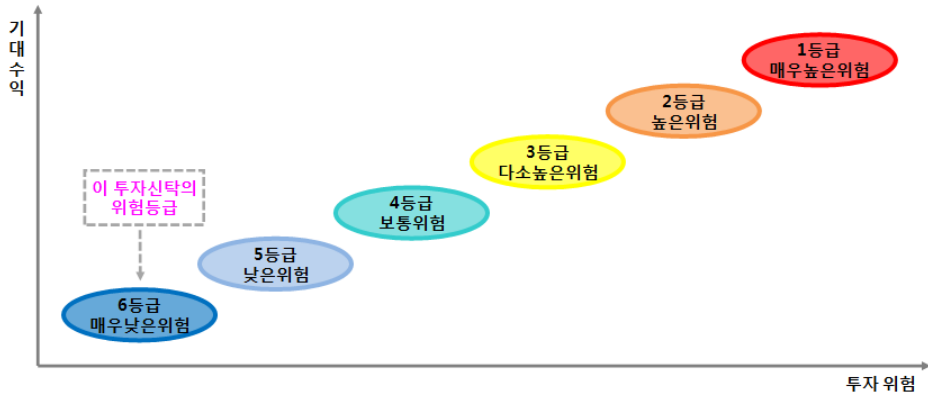 기
대
수
익
1등급
매우높은위험
2등급
높은위험
3등급
다소높은위험
이 투자신탁의
위험등급
4등급
보통위험
5등급
낮은위험
6등급
매우낮은위험
투자 위험